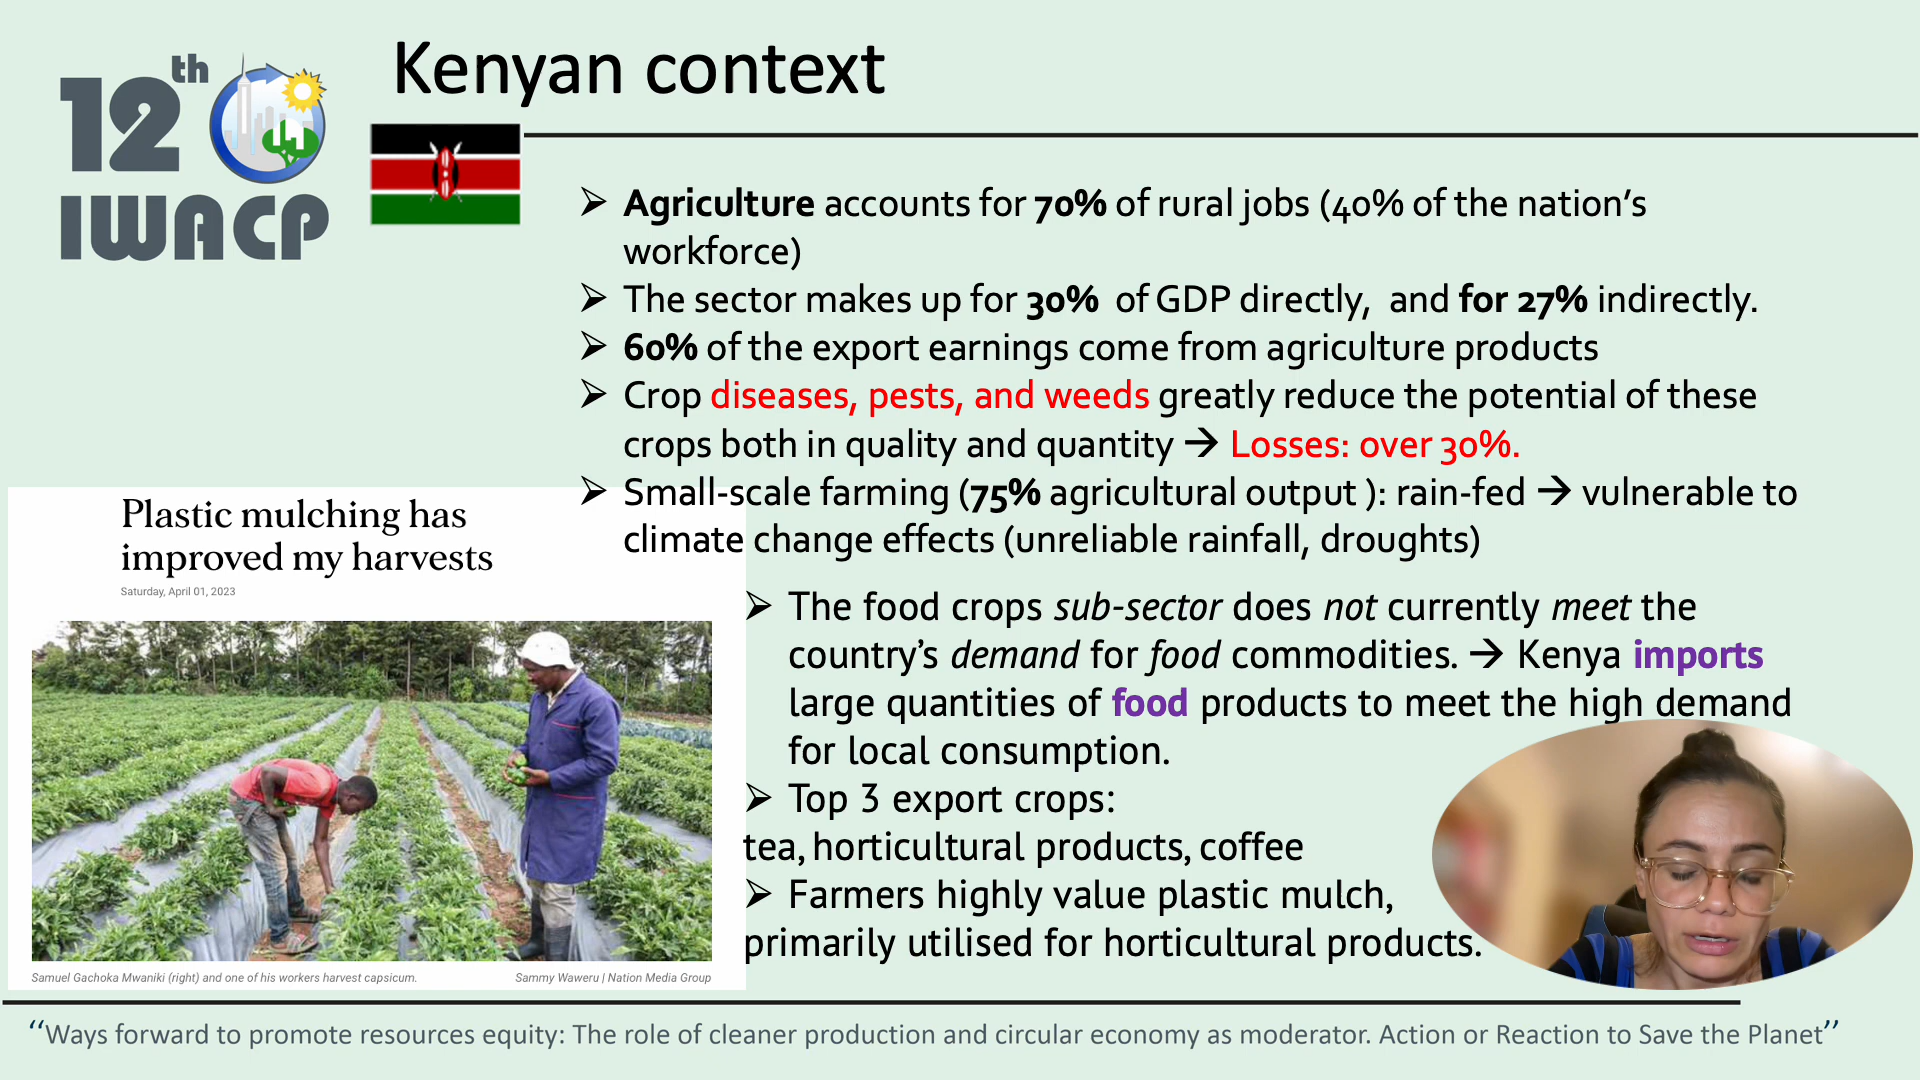 12th
IWACP
Kenyan context
➢ Agriculture accounts for 70% of rural jobs (40% of the nation’s
workforce)
➢ The sector makes up for 30% of GDP directly, and for 27% indirectly.
➢ 60% of the export earnings come from agriculture products
➢ Crop diseases, pests, and weeds greatly reduce the potential of these
crops both in quality and quantity → Losses: over 30%.
➢ Small-scale farming (75% agricultural output ): rain-fed → vulnerable to
climate change effects (unreliable rainfall, droughts)
Plastic mulching has
improved my harvests
Saturday, April 01, 2023
Samuel Gachoka Mwaniki (right) and one of his workers harvest capsicum.
Sammy Waweru | Nation Media Group
➢ The food crops sub-sector does not currently meet the
country’s demand for food commodities. → Kenya imports
large quantities of food products to meet the high demand
for local consumption.
➢ Top 3 export crops:
tea, horticultural products, coffee
➢ Farmers highly value plastic mulch,
primarily utilised for horticultural products.
“Ways forward to promote resources equity: The role of cleaner production and circular economy as moderator. Action or Reaction to Save the Planet”